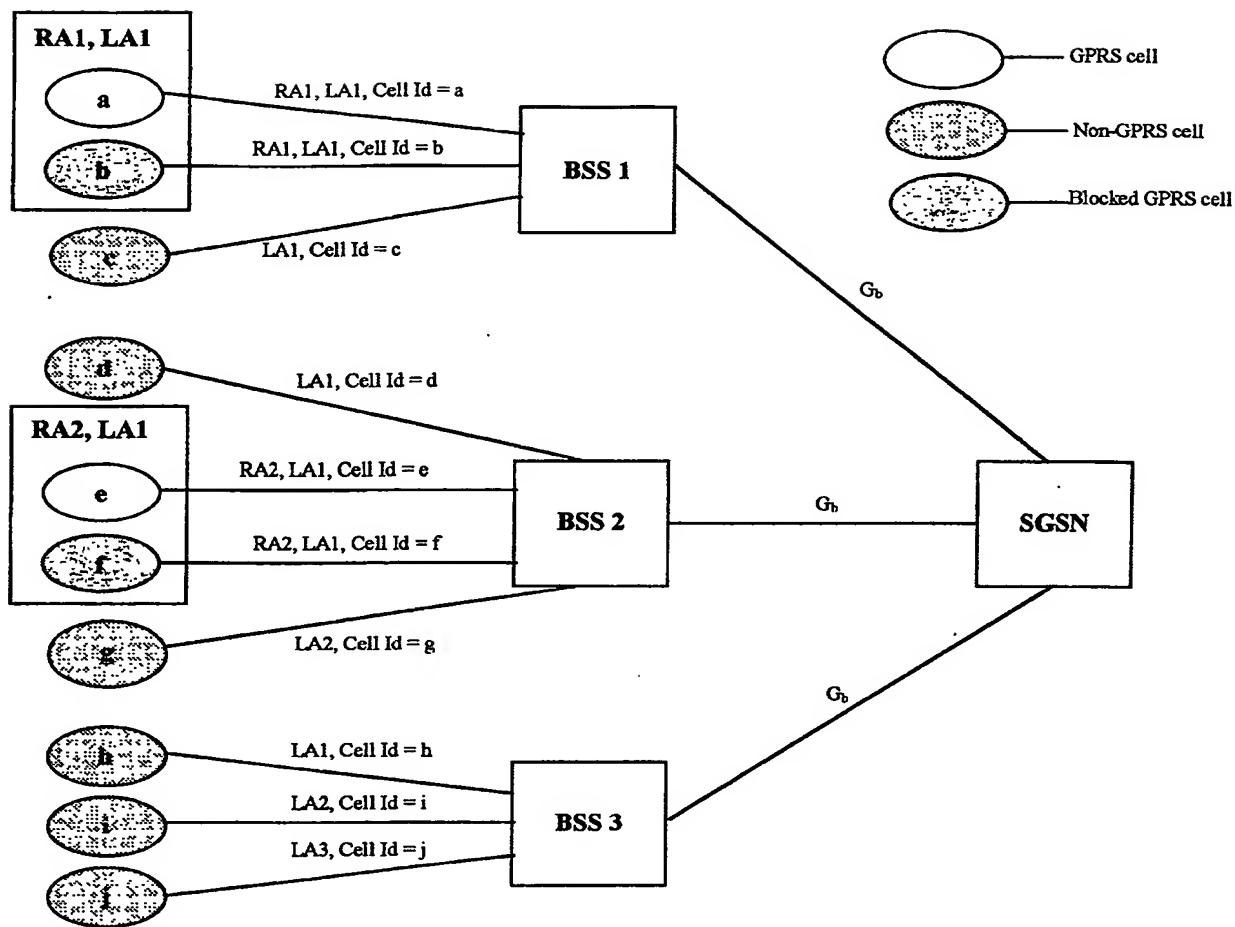 RA1, LA1
a
b
c
RA1, LA1, Cell Id = a
RA1, LA1, Cell Id = b
LA1, Cell Id = c
BSS 1
GPRS cell
Non-GPRS cell
Blocked GPRS cell
Gb
d
LA1, Cell Id = d
RA2, LA1
e
f
g
RA2, LA1, Cell Id = e
RA2, LA1, Cell Id = f
LA2, Cell Id = g
BSS 2
Gb
SGSN
Gb
h
i
j
LA1, Cell Id = h
LA2, Cell Id = i
LA3, Cell Id = j
BSS 3